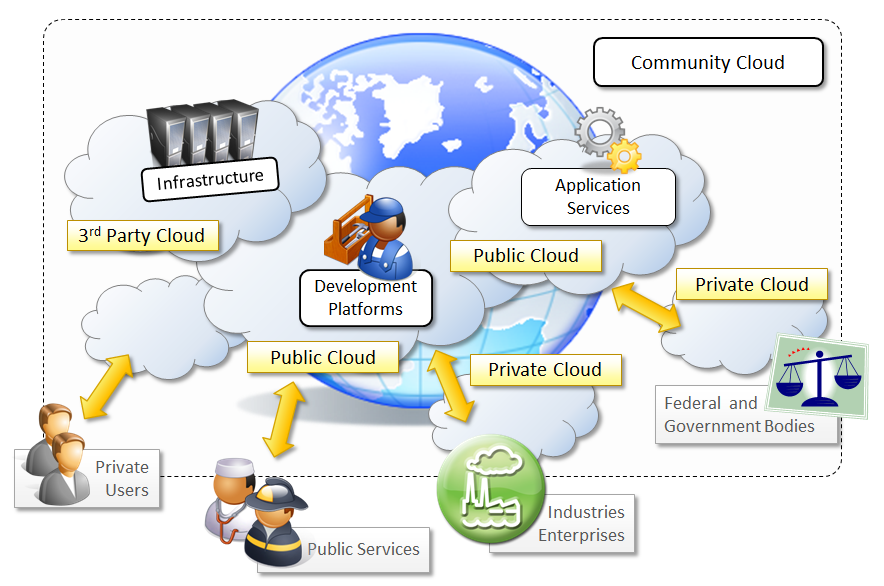 Community Cloud
Infrastructure
Application
Services
3rd Party Cloud
Public Cloud
Development
Platforms
Private Cloud
Public Cloud
Private Cloud
Federal and
Government Bodies
Private
Users
Industries
Enterprises
Public Services